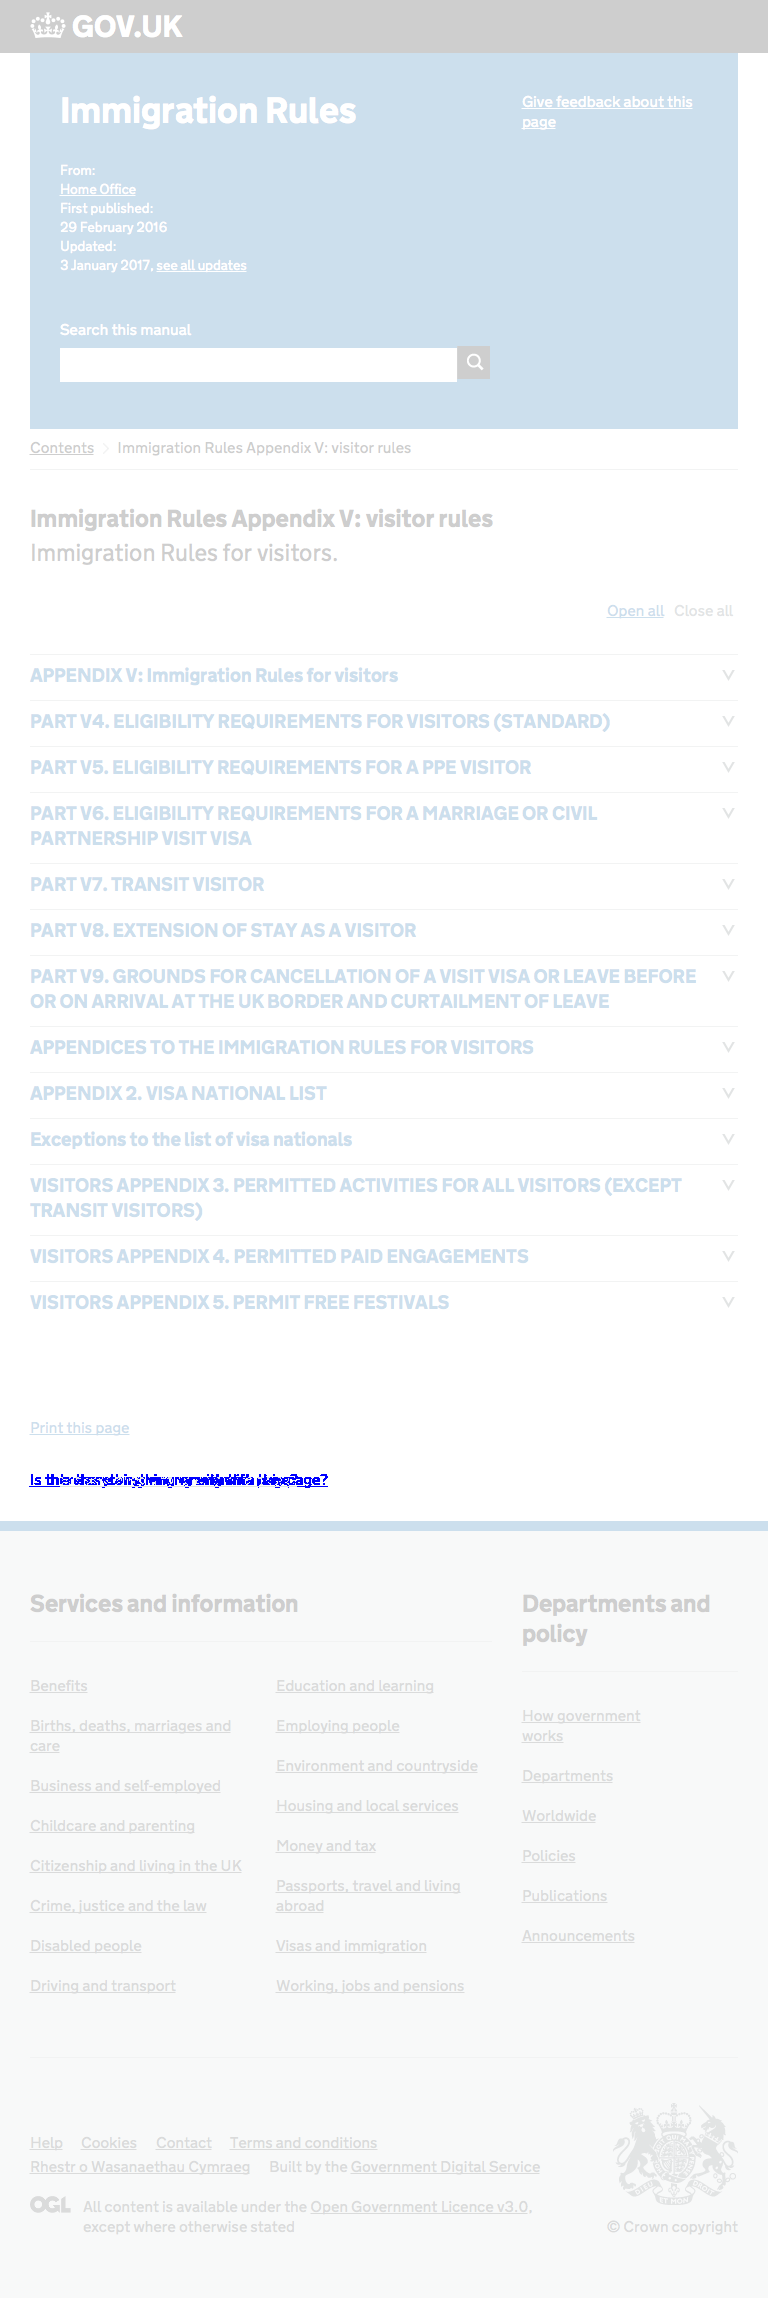 GOV.UK
Immigration Rules
Give feedback about this
page
From:
Home Office
First published:
29 February 2016
Updated:
3 January 2017, see all updates
Search this manual
Contents
Immigration Rules Appendix V: visitor rules
Immigration Rules Appendix V: visitor rules
Immigration Rules for visitors.
Open all Close all
APPENDIX V: Immigration Rules for visitors
PART V4. ELIGIBILITY REQUIREMENTS FOR VISITORS (STANDARD)
PART V5. ELIGIBILITY REQUIREMENTS FOR A PPE VISITOR
PART V6. ELIGIBILITY REQUIREMENTS FOR A MARRIAGE OR CIVIL
PARTNERSHIP VISIT VISA
PART V7. TRANSIT VISITOR
PART V8. EXTENSION OF STAY AS A VISITOR
PART V9. GROUNDS FOR CANCELLATION OF A VISIT VISA OR LEAVE BEFORE
OR ON ARRIVAL AT THE UK BORDER AND CURTAILMENT OF LEAVE
APPENDICES TO THE IMMIGRATION RULES FOR VISITORS
APPENDIX 2. VISA NATIONAL LIST
Exceptions to the list of visa nationals
VISITORS APPENDIX 3. PERMITTED ACTIVITIES FOR ALL VISITORS (EXCEPT
TRANSIT VISITORS)
VISITORS APPENDIX 4. PERMITTED PAID ENGAGEMENTS
VISITORS APPENDIX 5. PERMIT FREE FESTIVALS
Print this page
Services and information
Departments and
policy
Benefits
Births, deaths, marriages and
care
Business and self-employed
Childcare and parenting
Citizenship and living in the UK
Crime, justice and the law
Disabled people
Driving and transport
Education and learning
Employing people
Environment and countryside
Housing and local services
Money and tax
Passports, travel and living
abroad
Visas and immigration
Working, jobs and pensions
How government
works
Departments
Worldwide
Policies
Publications
Announcements
Help Cookies Contact Terms and conditions
Rhestr o Wasanaethau Cymraeg Built by the Government Digital Service
OGL
All content is available under the Open Government Licence v3.0,
except where otherwise stated
© Crown copyright